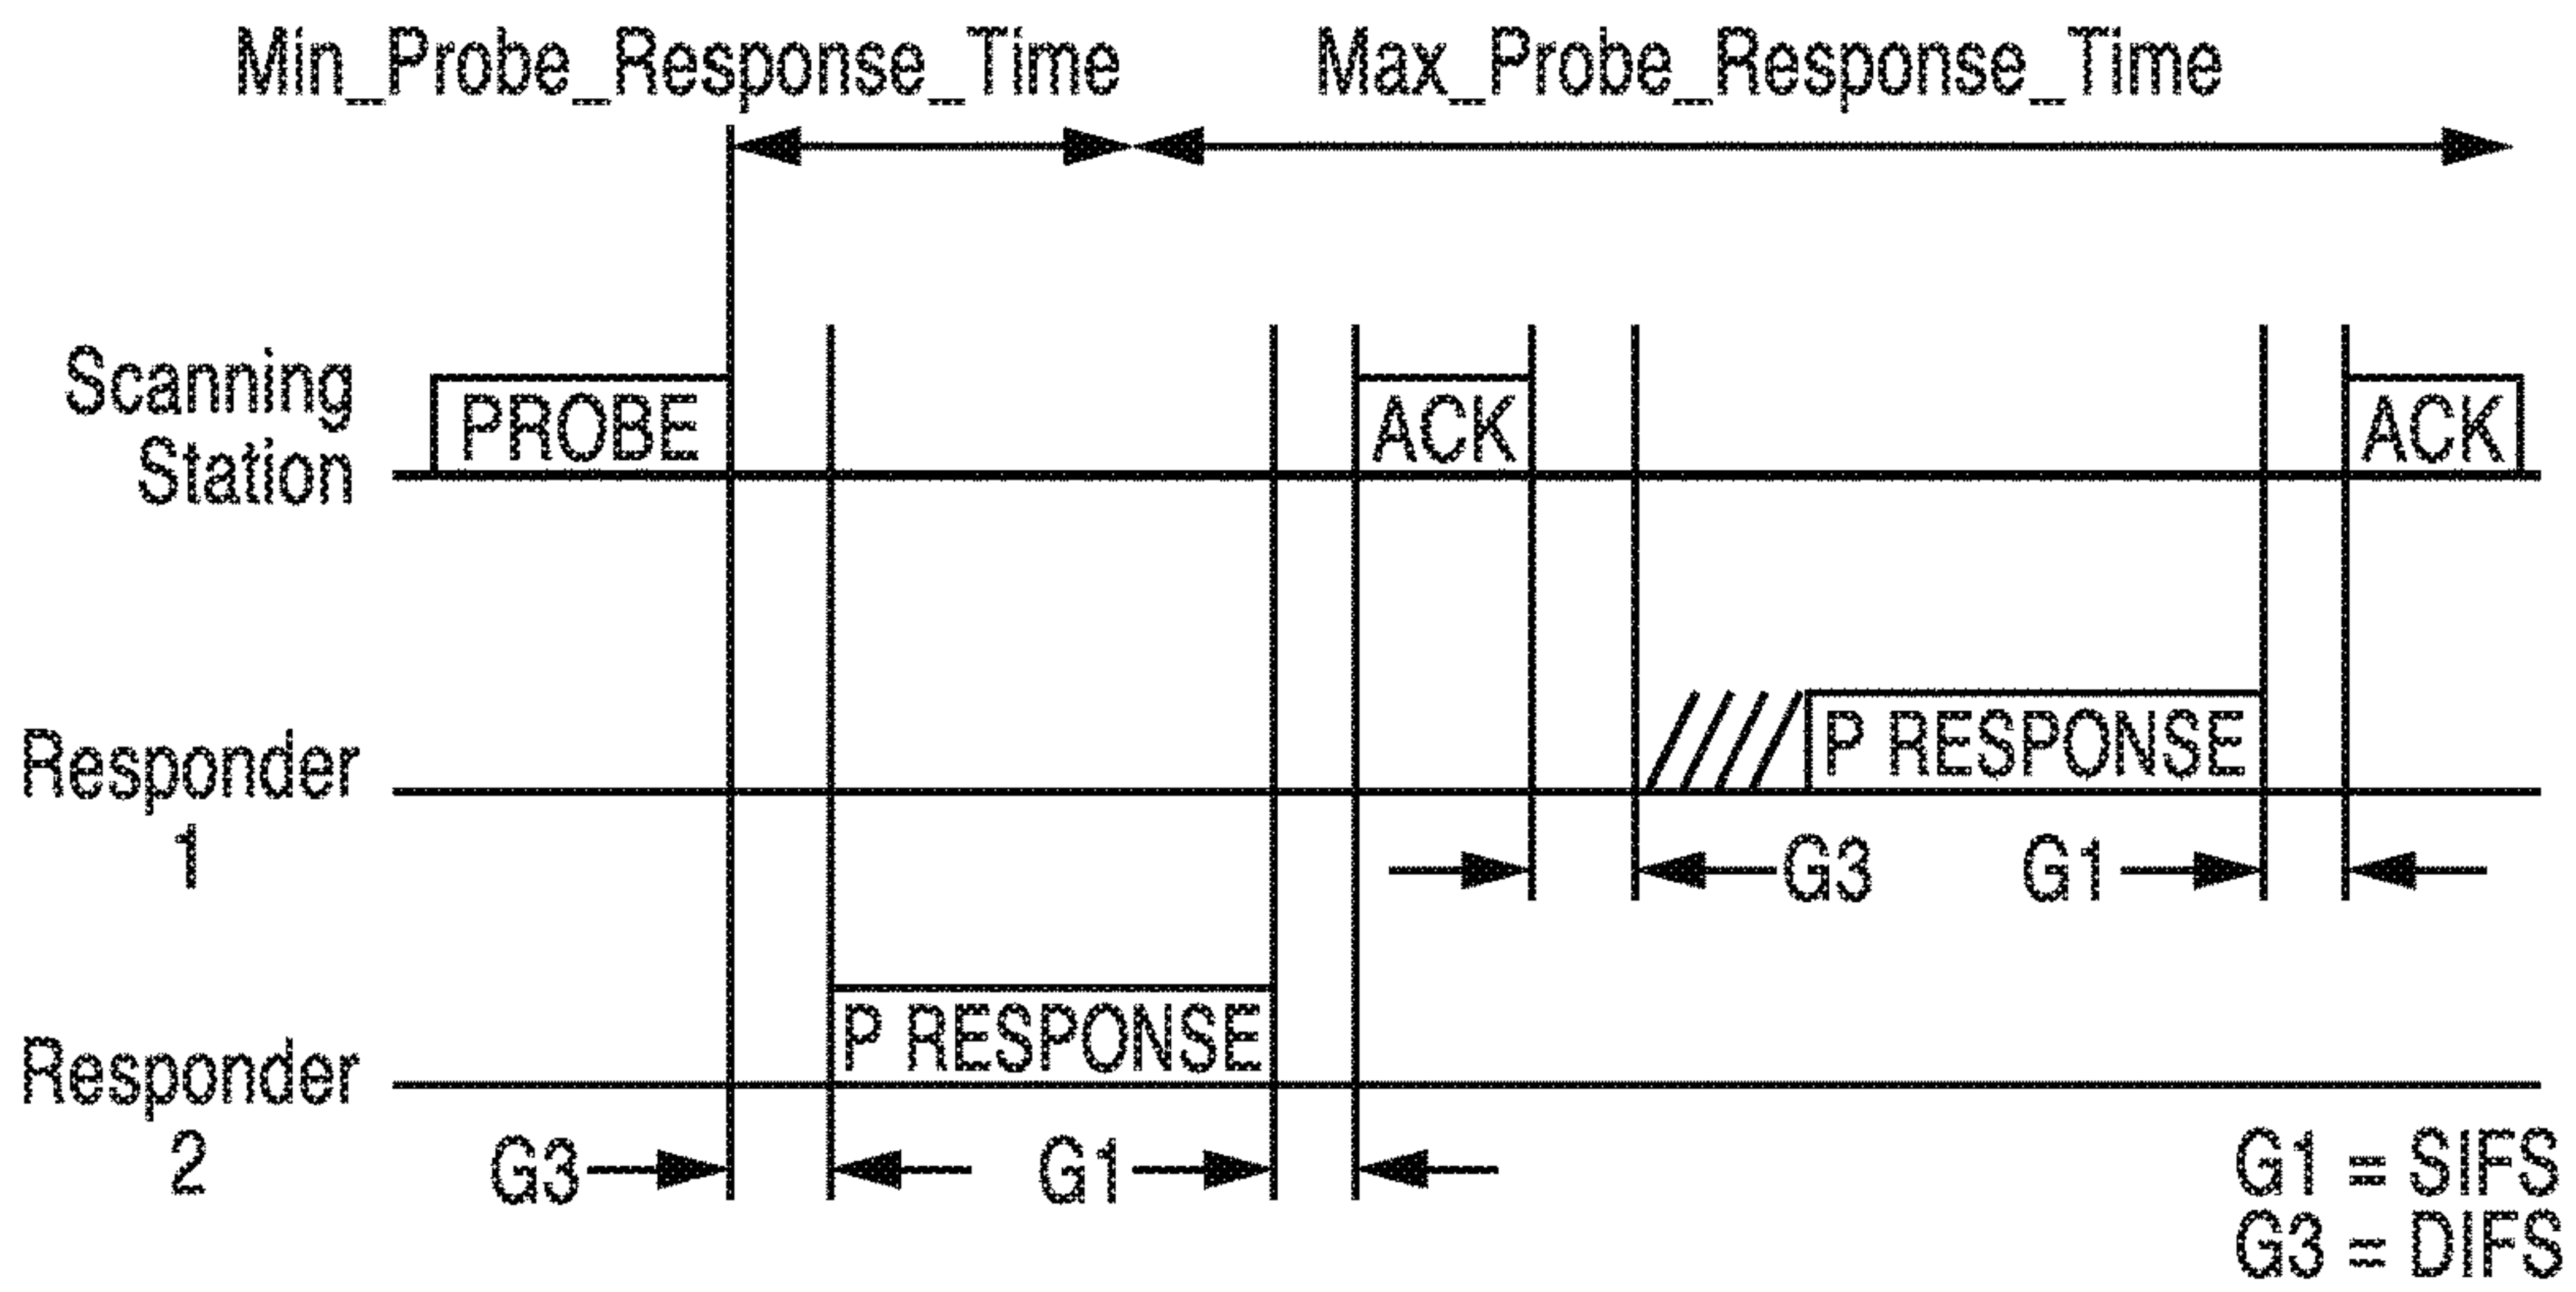 Min_Probe_Response_Time Max_Probe_Response_Time
Scanning
Station
PROBE ACK ACK
Responder
1
P RESPONSE
G3 G1
Responder
2
P RESPONSE
G3 G1
G1 = SIFS
G3 = DIFS